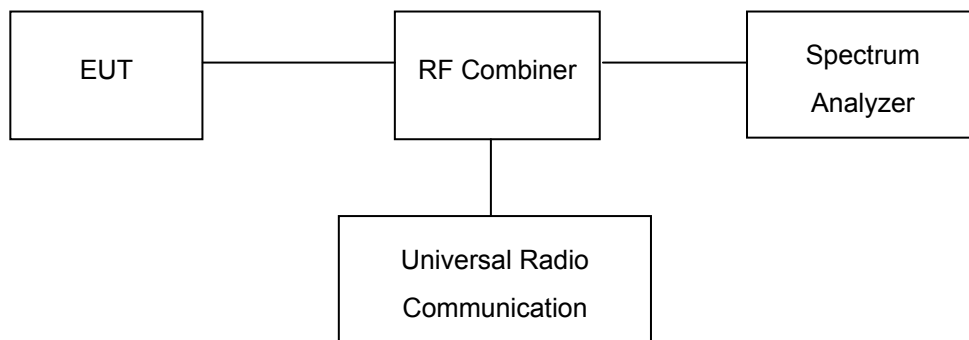 EUT
RF Combiner
Spectrum
Analyzer
Universal Radio
Communication